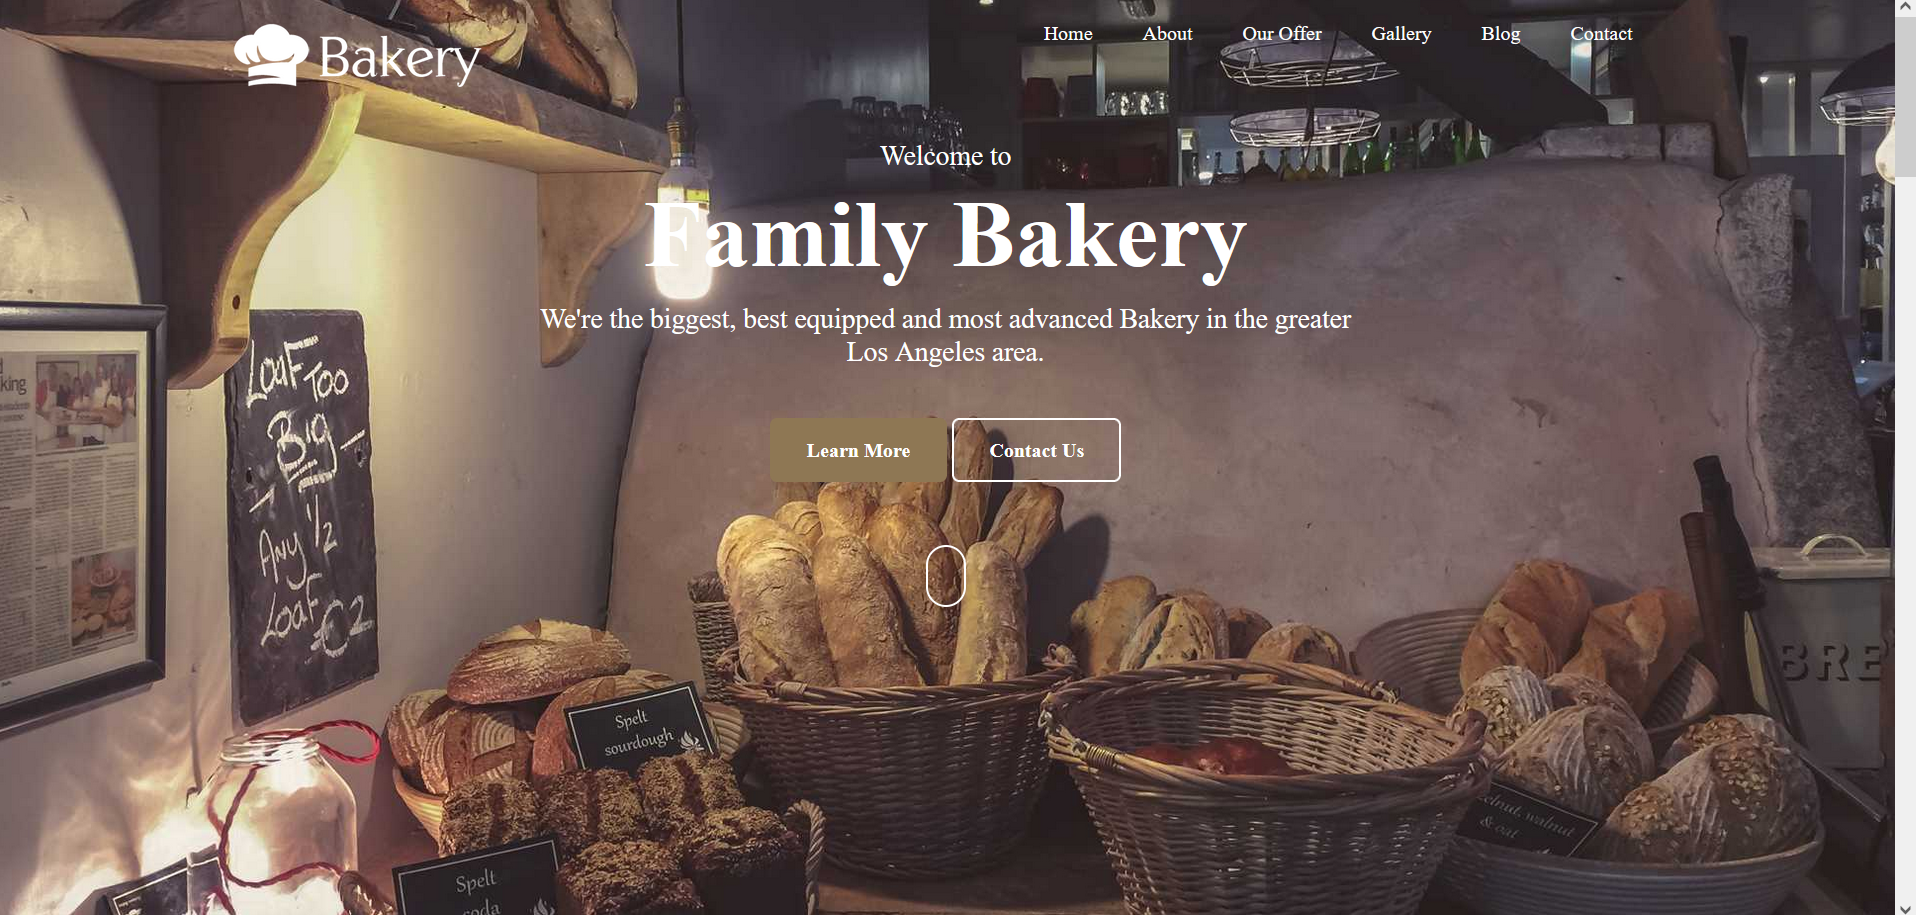 Bakery
Home
About
Our Offer
Gallery
Blog
Contact
Welcome to
Family Bakery
We're the biggest, best equipped and most advanced Bakery in the greater
Los Angeles area.
Learn More
Contact Us
king
Loaf Too
Big
1/2
Any
Loaf
€2
BRE
Spelt
sourdough
walnut
& oat
Spelt